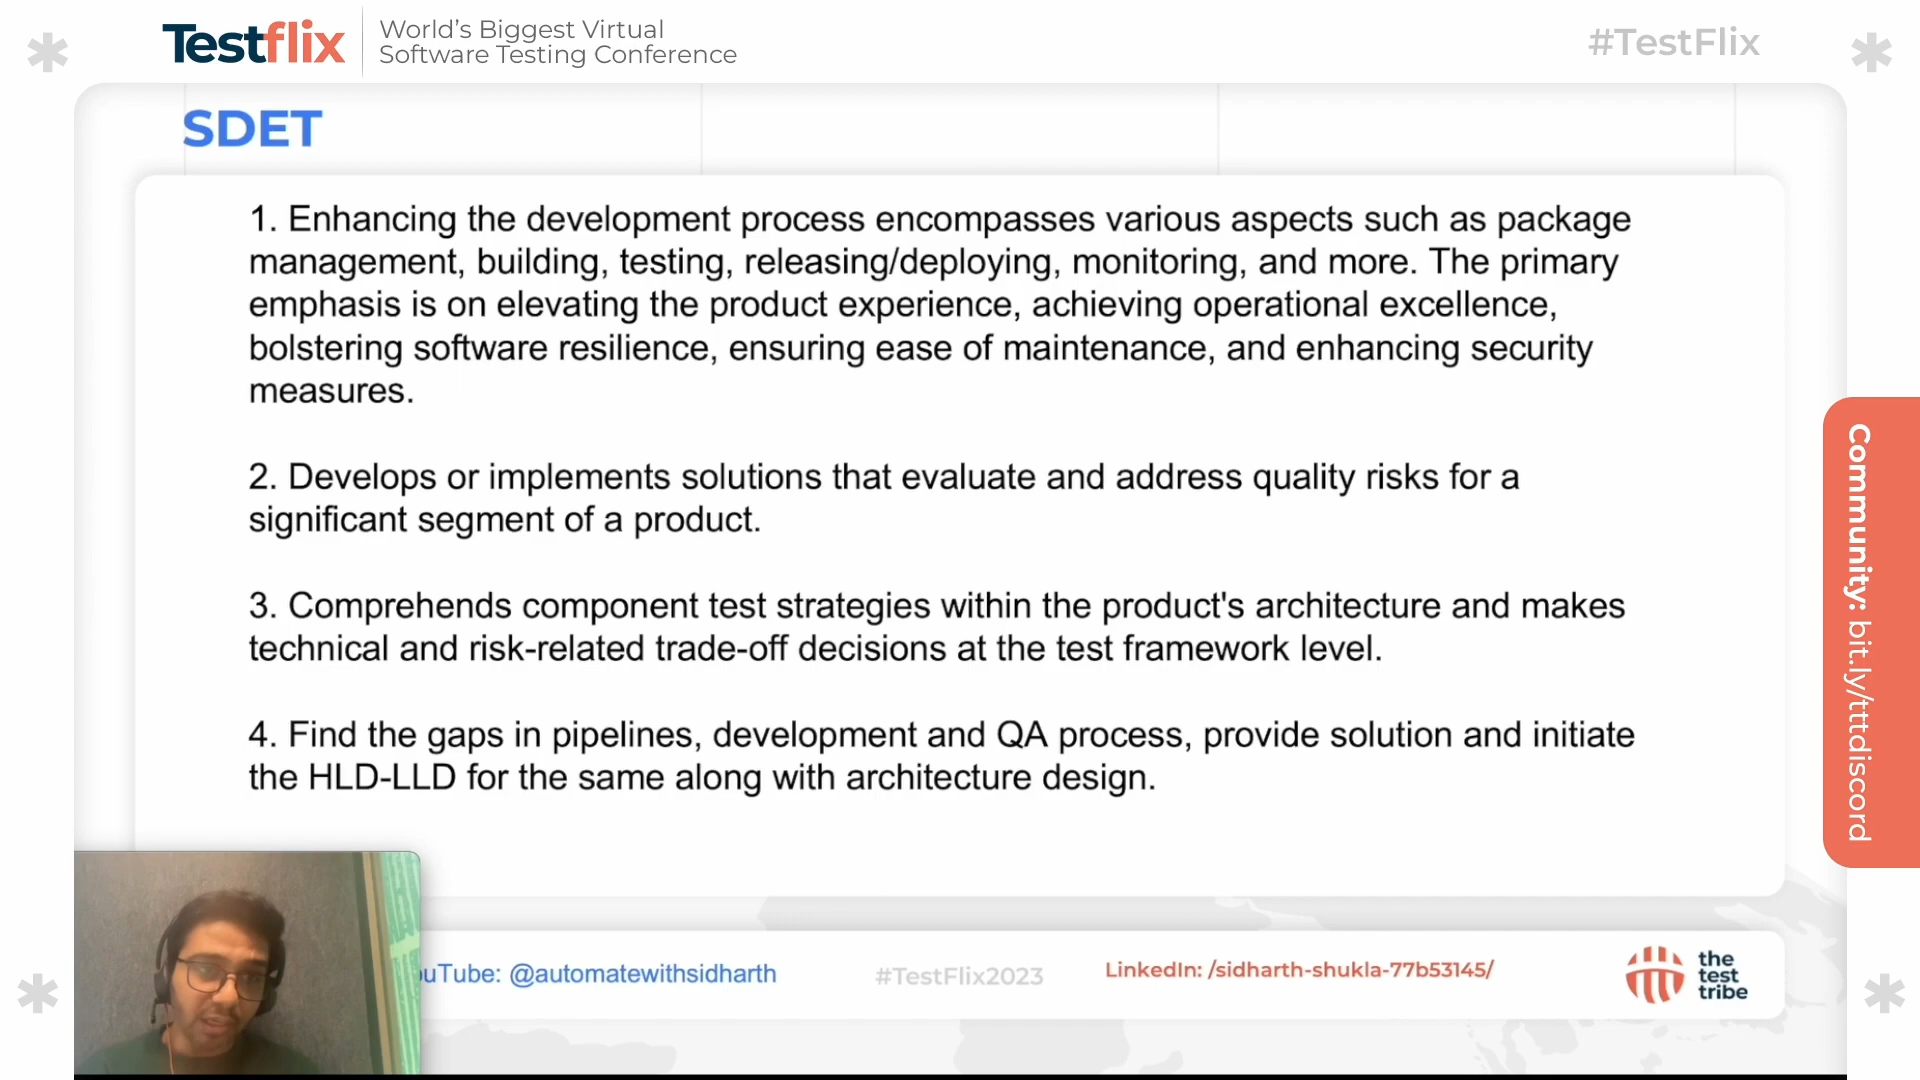 Testflix
World's Biggest Virtual
Software Testing Conference
#TestFlix
SDET
1. Enhancing the development process encompasses various aspects such as package
management, building, testing, releasing/deploying, monitoring, and more. The primary
emphasis is on elevating the product experience, achieving operational excellence,
bolstering software resilience, ensuring ease of maintenance, and enhancing security
measures.
2. Develops or implements solutions that evaluate and address quality risks for a
significant segment of a product.
3. Comprehends component test strategies within the product's architecture and makes
technical and risk-related trade-off decisions at the test framework level.
4. Find the gaps in pipelines, development and QA process, provide solution and initiate
the HLD-LLD for the same along with architecture design.
Community: bit.ly/tttdiscord
uTube: @automatewithsidharth
#TestFlix2023
LinkedIn: /sidharth-shukla-77b53145/
the
test
tribe